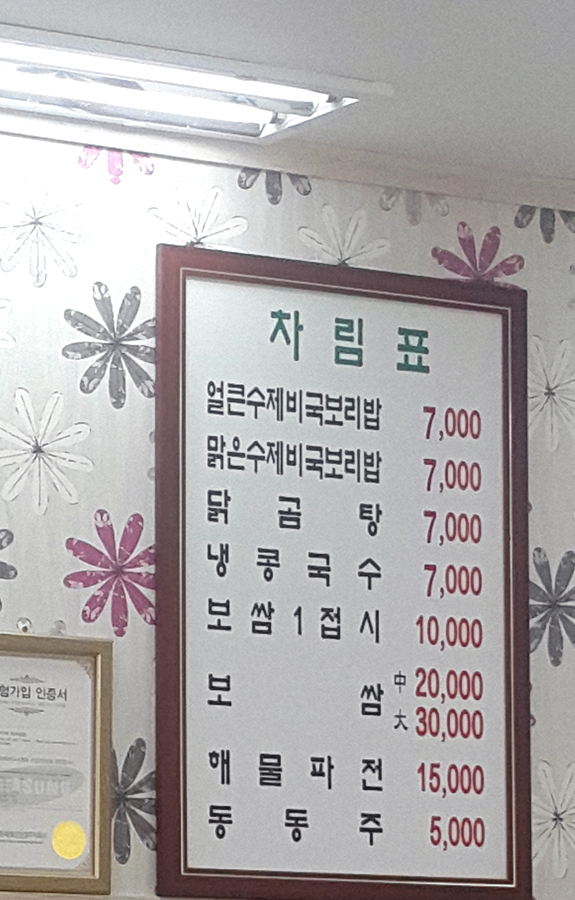 차림표
얼큰수제비국보리밥 7,000
맑은수제비국보리밥 7,000
닭곰탕 7,000
냉콩국수 7,000
보쌈1접시 10,000
보쌈 中 20,000
大 30,000
해물파전 15,000
동동주 5,000
험가입 인증서